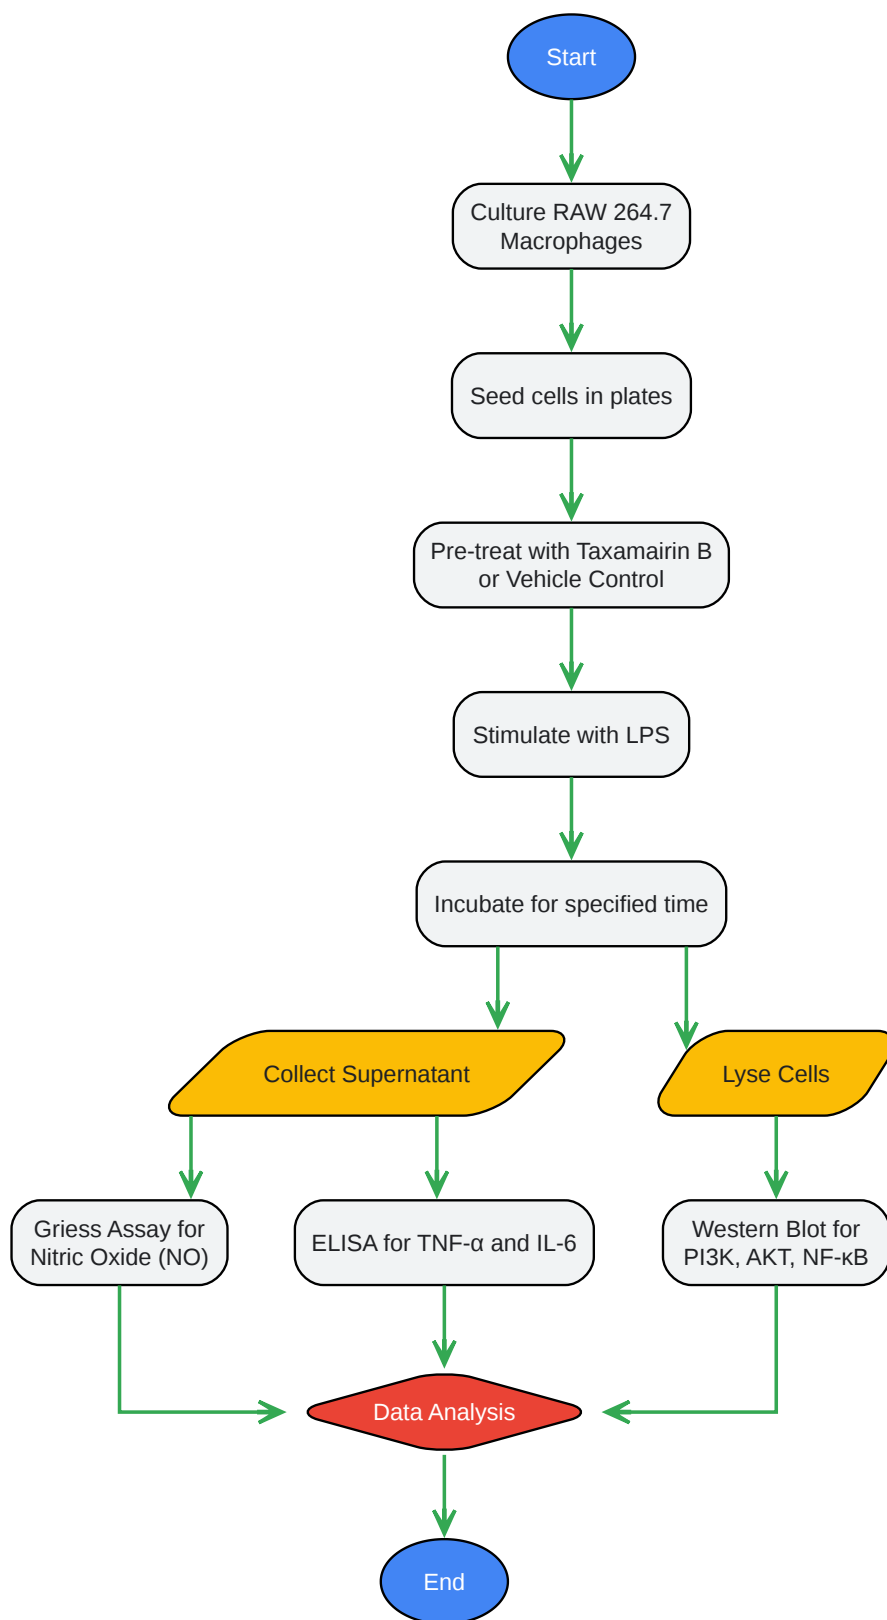 Start
Culture RAW 264.7
Macrophages
Seed cells in plates
Pre-treat with Taxamairin B
or Vehicle Control
Stimulate with LPS
Incubate for specified time
Collect Supernatant
Lyse Cells
Griess Assay for
Nitric Oxide (NO)
ELISA for TNF-α and IL-6
Western Blot for
PI3K, AKT, NF-κB
Data Analysis
End